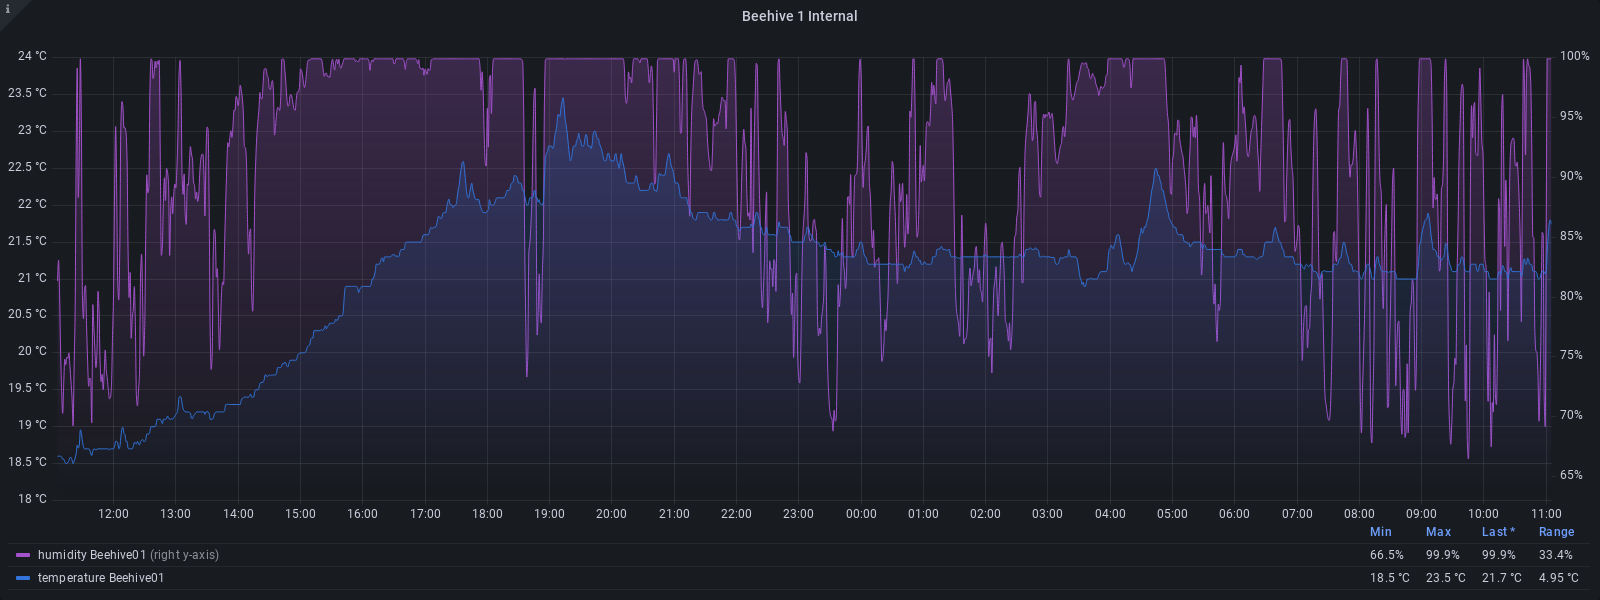 i
Beehive 1 Internal
24 °C 100%
23.5 °C 95%
23 °C
22.5 °C 90%
22 °C
21.5 °C 85%
21 °C 80%
20.5 °C
20 °C 75%
19.5 °C
19 °C 70%
18.5 °C 65%
18 °C
12:00 13:00 14:00 15:00 16:00 17:00 18:00 19:00 20:00 21:00 22:00 23:00 00:00 01:00 02:00 03:00 04:00 05:00 06:00 07:00 08:00 09:00 10:00 11:00
Min Max Last * Range
humidity Beehive01 (right y-axis) 66.5% 99.9% 99.9% 33.4%
temperature Beehive01 18.5 °C 23.5 °C 21.7 °C 4.95 °C